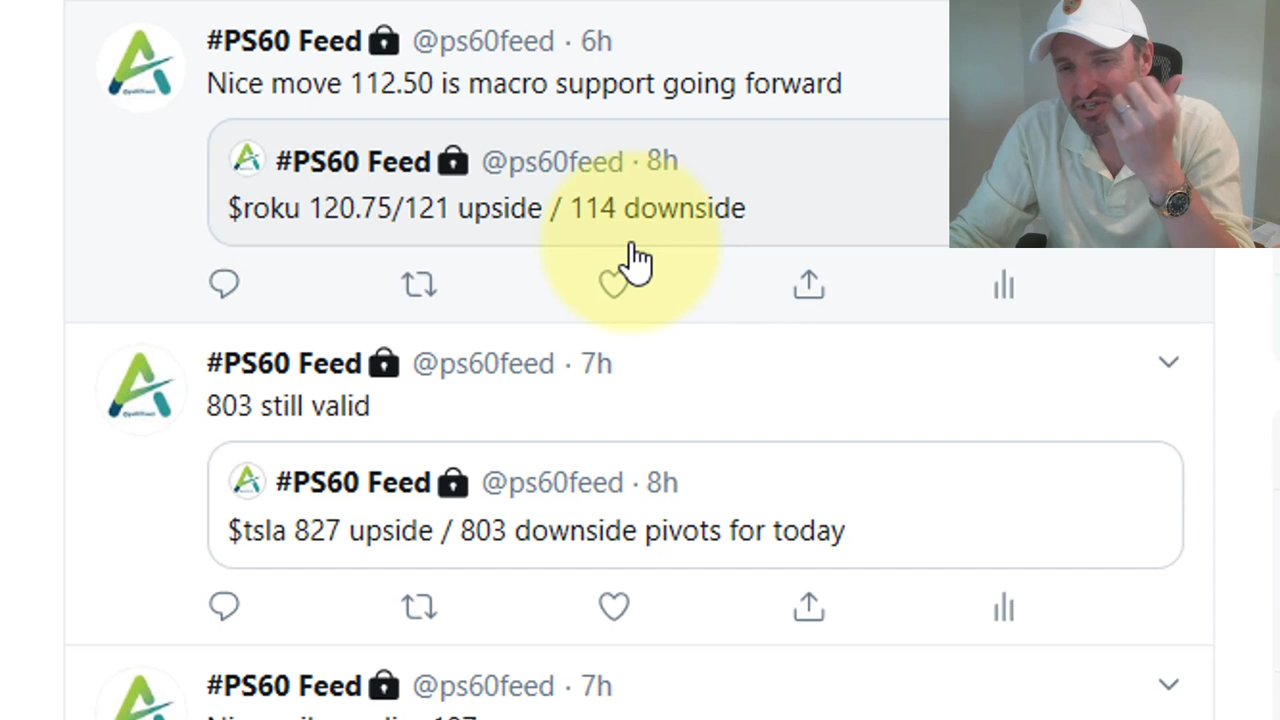 #PS60 Feed @ps60feed · 6h
Nice move 112.50 is macro support going forward
#PS60 Feed @ps60feed · 8h
$roku 120.75/121 upside / 114 downside
#PS60 Feed @ps60feed · 7h
803 still valid
#PS60 Feed @ps60feed · 8h
$tsla 827 upside / 803 downside pivots for today
#PS60 Feed @ps60feed · 7h